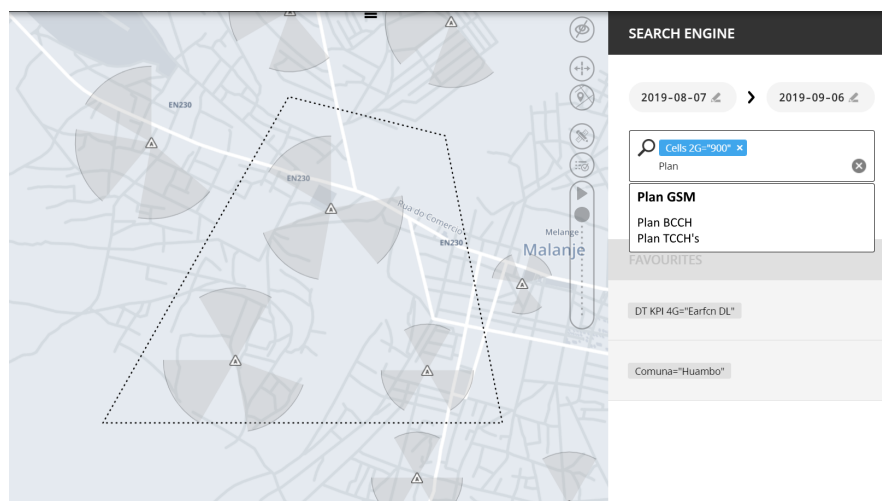 SEARCH ENGINE
2019-08-07
2019-09-06
Cells 2G="900" ×
Plan
Plan GSM
Plan BCCH
Plan TCCH's
FAVOURITES
DT KPI 4G="Earfcn DL"
Comuna="Huambo"
EN230
EN230
Rua do Comercio
EN230
Melange
Malanje